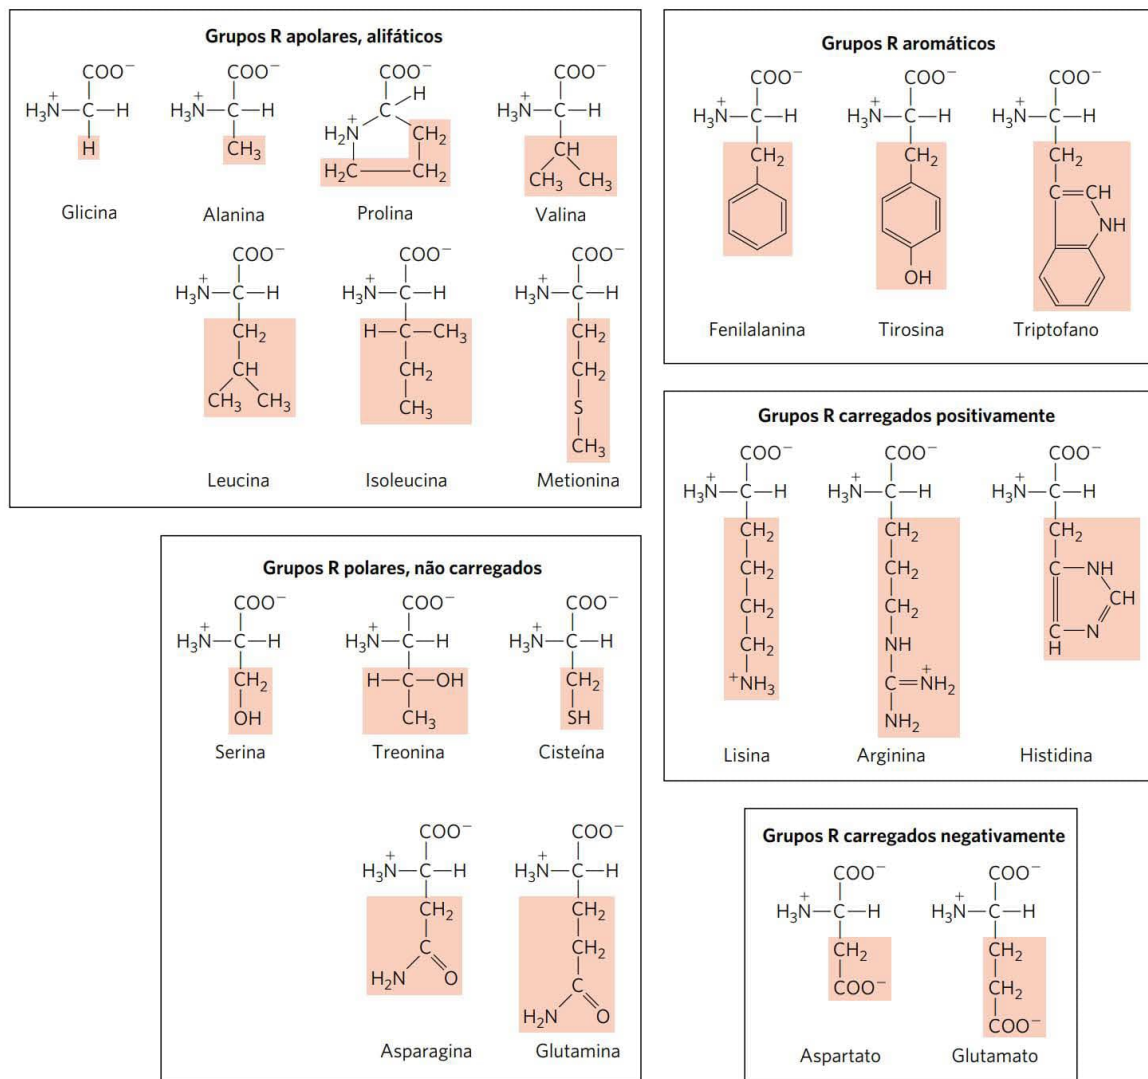 Grupos R apolares, alifáticos
COO⁻ COO⁻ COO⁻ COO⁻
H₃N⁺—C—H H₃N⁺—C—H H₂N⁺ C H H₃N⁺—C—H
H CH₃ CH₂ CH
H₂C CH₂ CH₃ CH₃
Glicina Alanina Prolina Valina
COO⁻ COO⁻ COO⁻
H₃N⁺—C—H H₃N⁺—C—H H₃N⁺—C—H
CH₂ H—C—CH₃ CH₂
CH CH₂ CH₂
CH₃ CH₃ CH₃ S
CH₃
Leucina Isoleucina Metionina
Grupos R aromáticos
COO⁻ COO⁻ COO⁻
H₃N⁺—C—H H₃N⁺—C—H H₃N⁺—C—H
CH₂ CH₂ CH₂
C=CH
NH
OH
Fenilalanina Tirosina Triptofano
Grupos R carregados positivamente
COO⁻ COO⁻ COO⁻
H₃N⁺—C—H H₃N⁺—C—H H₃N⁺—C—H
CH₂ CH₂ CH₂
CH₂ CH₂ C—NH
CH₂ CH₂ CH
CH₂ NH C—N
H
⁺NH₃ C=N⁺H₂
NH₂
Lisina Arginina Histidina
Grupos R polares, não carregados
COO⁻ COO⁻ COO⁻
H₃N⁺—C—H H₃N⁺—C—H H₃N⁺—C—H
CH₂ H—C—OH CH₂
OH CH₃ SH
Serina Treonina Cisteína
COO⁻ COO⁻
H₃N⁺—C—H H₃N⁺—C—H
CH₂ CH₂
C CH₂
H₂N O C
H₂N O
Asparagina Glutamina
Grupos R carregados negativamente
COO⁻ COO⁻
H₃N⁺—C—H H₃N⁺—C—H
CH₂ CH₂
COO⁻ CH₂
COO⁻
Aspartato Glutamato